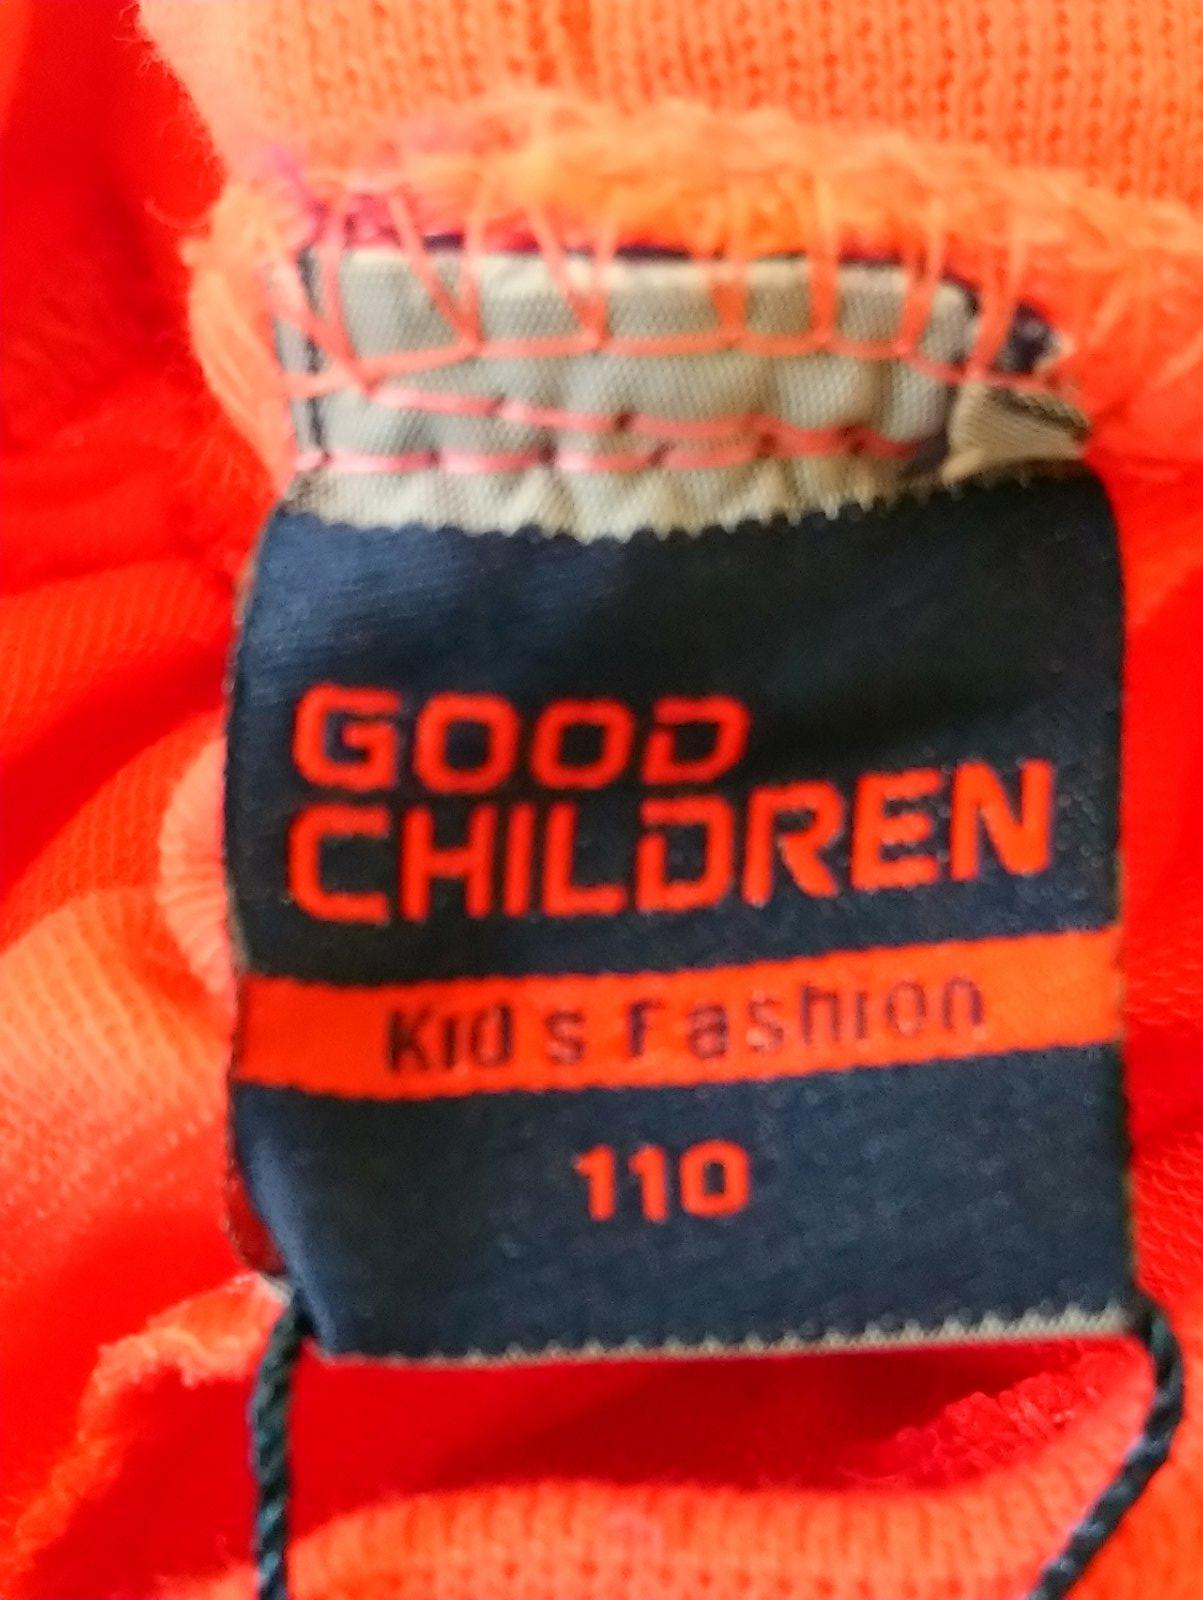 GOOD
CHILDREN
Kid s Fashion
110